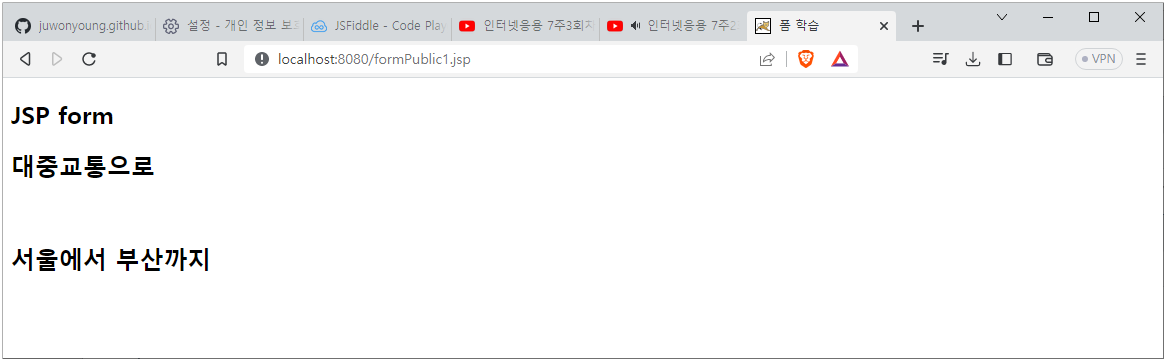 juwonyoung.github.
설정 - 개인 정보 보호
JSFiddle - Code Play
인터넷응용 7주3회차
인터넷응용 7주2
폼 학습
localhost:8080/formPublic1.jsp
VPN
JSP form
대중교통으로
서울에서 부산까지